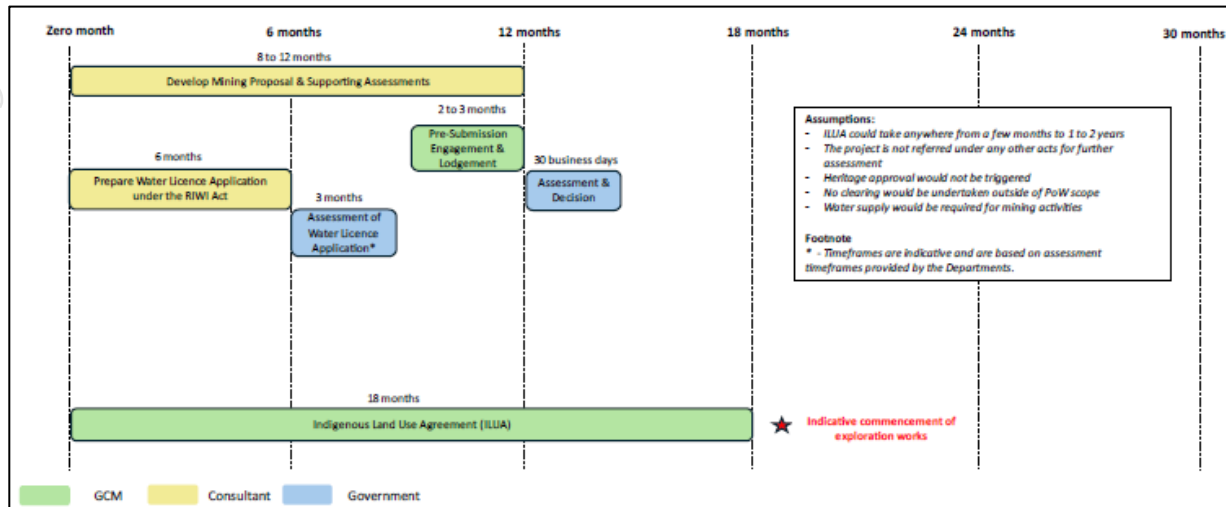 Zero month
6 months
12 months
18 months
24 months
30 months
8 to 12 months
Develop Mining Proposal & Supporting Assessments
2 to 3 months
Pre-Submission
Engagement &
Lodgement
6 months
Prepare Water Licence Application
under the RIWI Act
30 business days
Assessment &
Decision
3 months
Assessment of
Water Licence
Application*
Assumptions:
- ILUA could take anywhere from a few months to 1 to 2 years
- The project is not referred under any other acts for further
assessment
- Heritage approval would not be triggered
- No clearing would be undertaken outside of PoW scope
- Water supply would be required for mining activities
Footnote
* - Timeframes are indicative and are based on assessment
timeframes provided by the Departments.
18 months
Indigenous Land Use Agreement (ILUA)
Indicative commencement of
exploration works
GCM
Consultant
Government